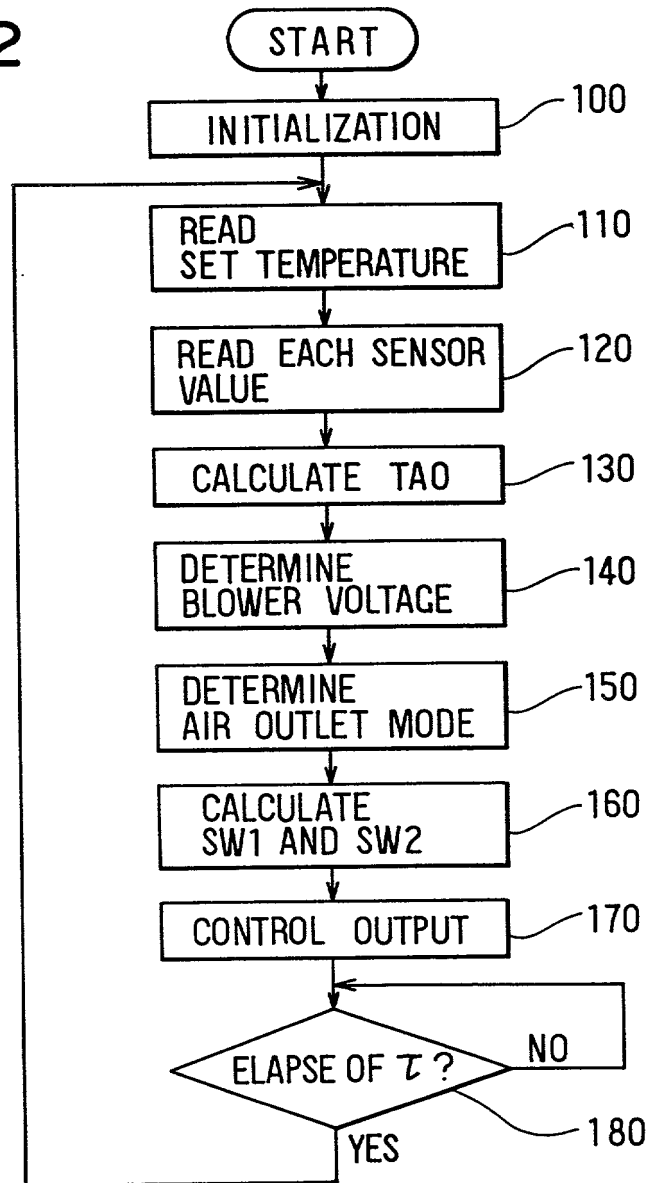 2
START
INITIALIZATION
100
READ
SET TEMPERATURE
110
READ EACH SENSOR
VALUE
120
CALCULATE TAO
130
DETERMINE
BLOWER VOLTAGE
140
DETERMINE
AIR OUTLET MODE
150
CALCULATE
SW1 AND SW2
160
CONTROL OUTPUT
170
ELAPSE OF τ ?
NO
180
YES